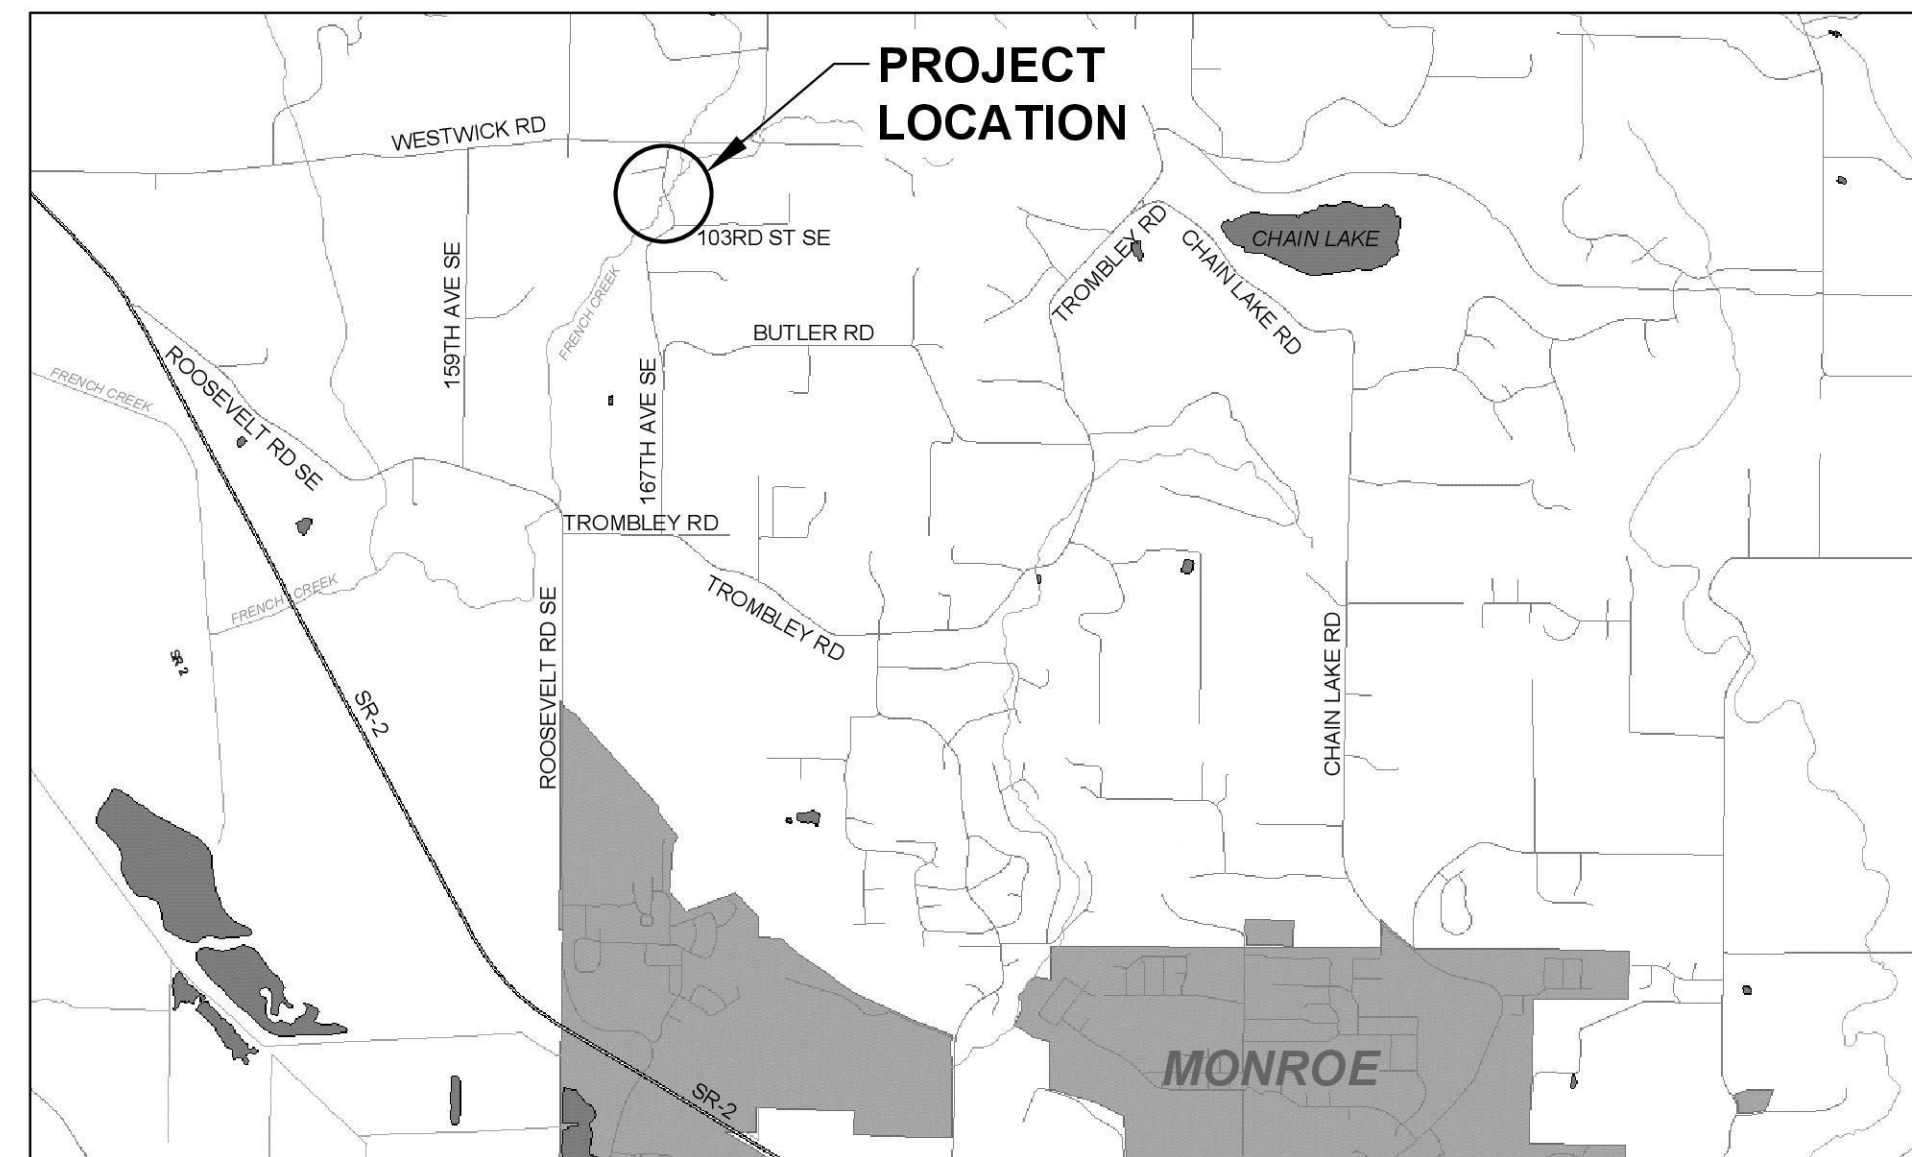 PROJECT
LOCATION
WESTWICK RD
103RD ST SE
CHAIN LAKE
TROMBLEY RD
CHAIN LAKE RD
159TH AVE SE
FRENCH CREEK
BUTLER RD
ROOSEVELT RD SE
FRENCH CREEK
167TH AVE SE
TROMBLEY RD
FRENCH CREEK
TROMBLEY RD
ROOSEVELT RD SE
CHAIN LAKE RD
SR 2
SR-2
MONROE
SR-2